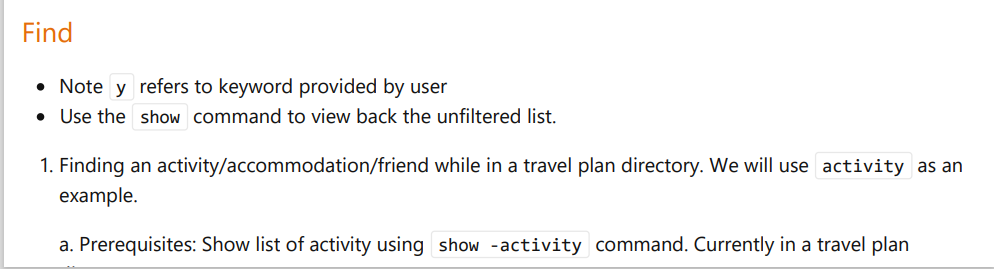 Find
• Note y refers to keyword provided by user
• Use the show command to view back the unfiltered list.
1. Finding an activity/accommodation/friend while in a travel plan directory. We will use activity as an
example.
a. Prerequisites: Show list of activity using show -activity command. Currently in a travel plan